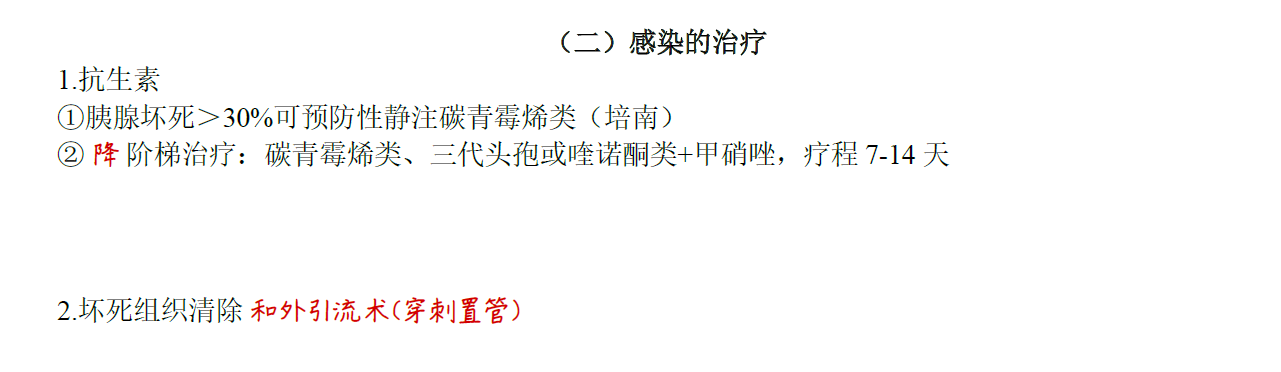 （二）感染的治疗
1.抗生素
①胰腺坏死＞30%可预防性静注碳青霉烯类（培南）
② 降 阶梯治疗：碳青霉烯类、三代头孢或喹诺酮类+甲硝唑，疗程 7-14 天
2.坏死组织清除 和外引流术(穿刺置管)